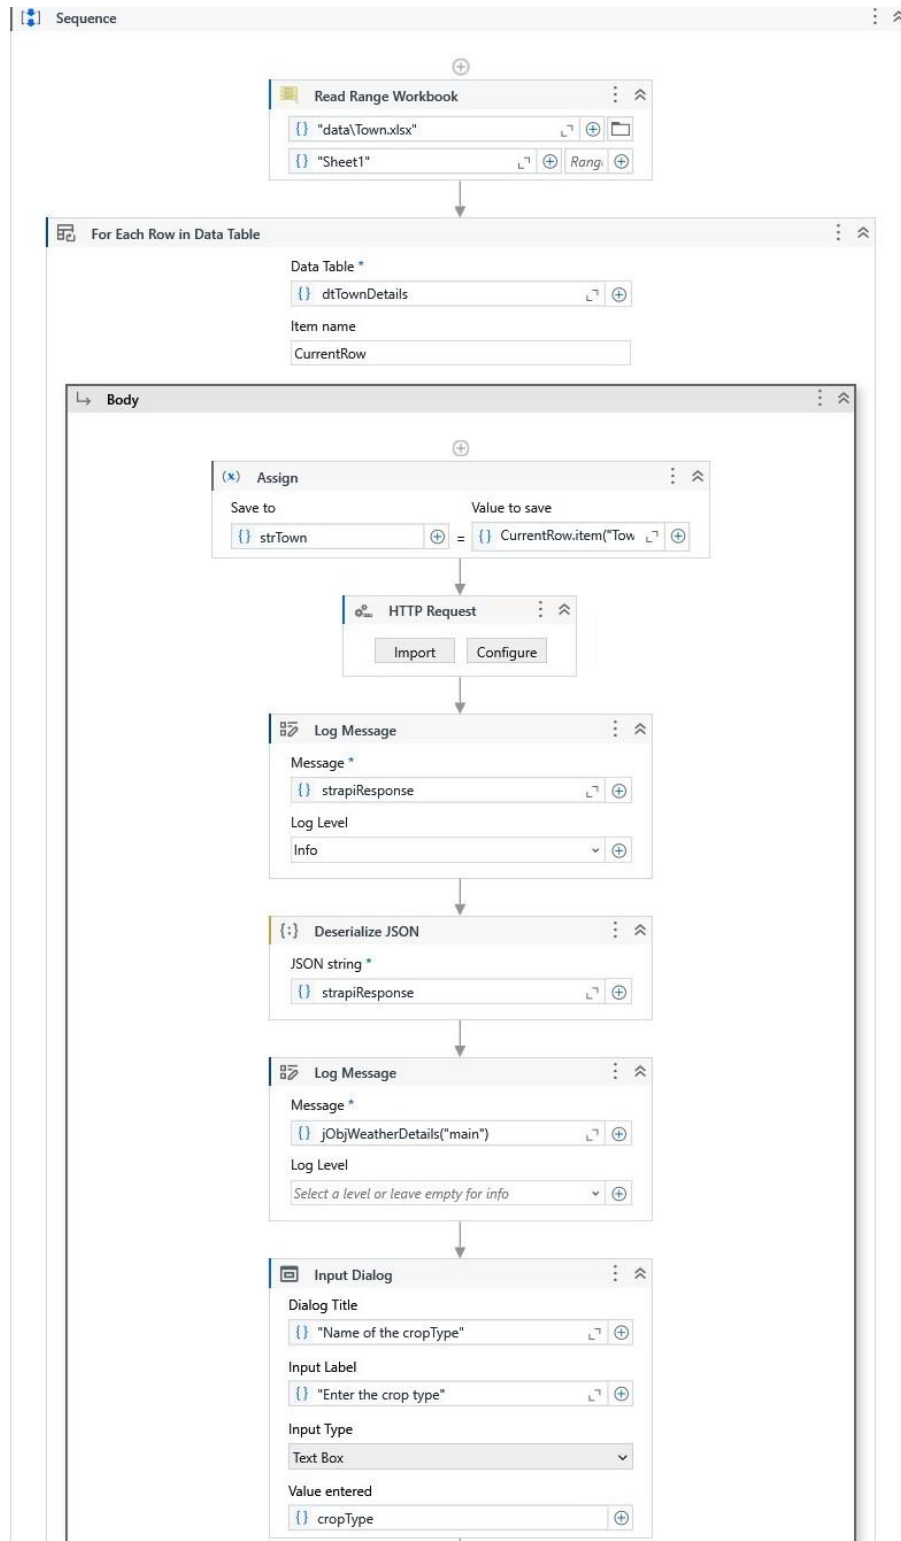 Sequence
Read Range Workbook
"data\Town.xlsx"
"Sheet1" Rang
For Each Row in Data Table
Data Table *
dtTownDetails
Item name
CurrentRow
Body
(x) Assign
Save to Value to save
strTown = CurrentRow.item("Tow
HTTP Request
Import Configure
Log Message
Message *
strapiResponse
Log Level
Info
Deserialize JSON
JSON string *
strapiResponse
Log Message
Message *
jObjWeatherDetails("main")
Log Level
Select a level or leave empty for info
Input Dialog
Dialog Title
"Name of the cropType"
Input Label
"Enter the crop type"
Input Type
Text Box
Value entered
cropType